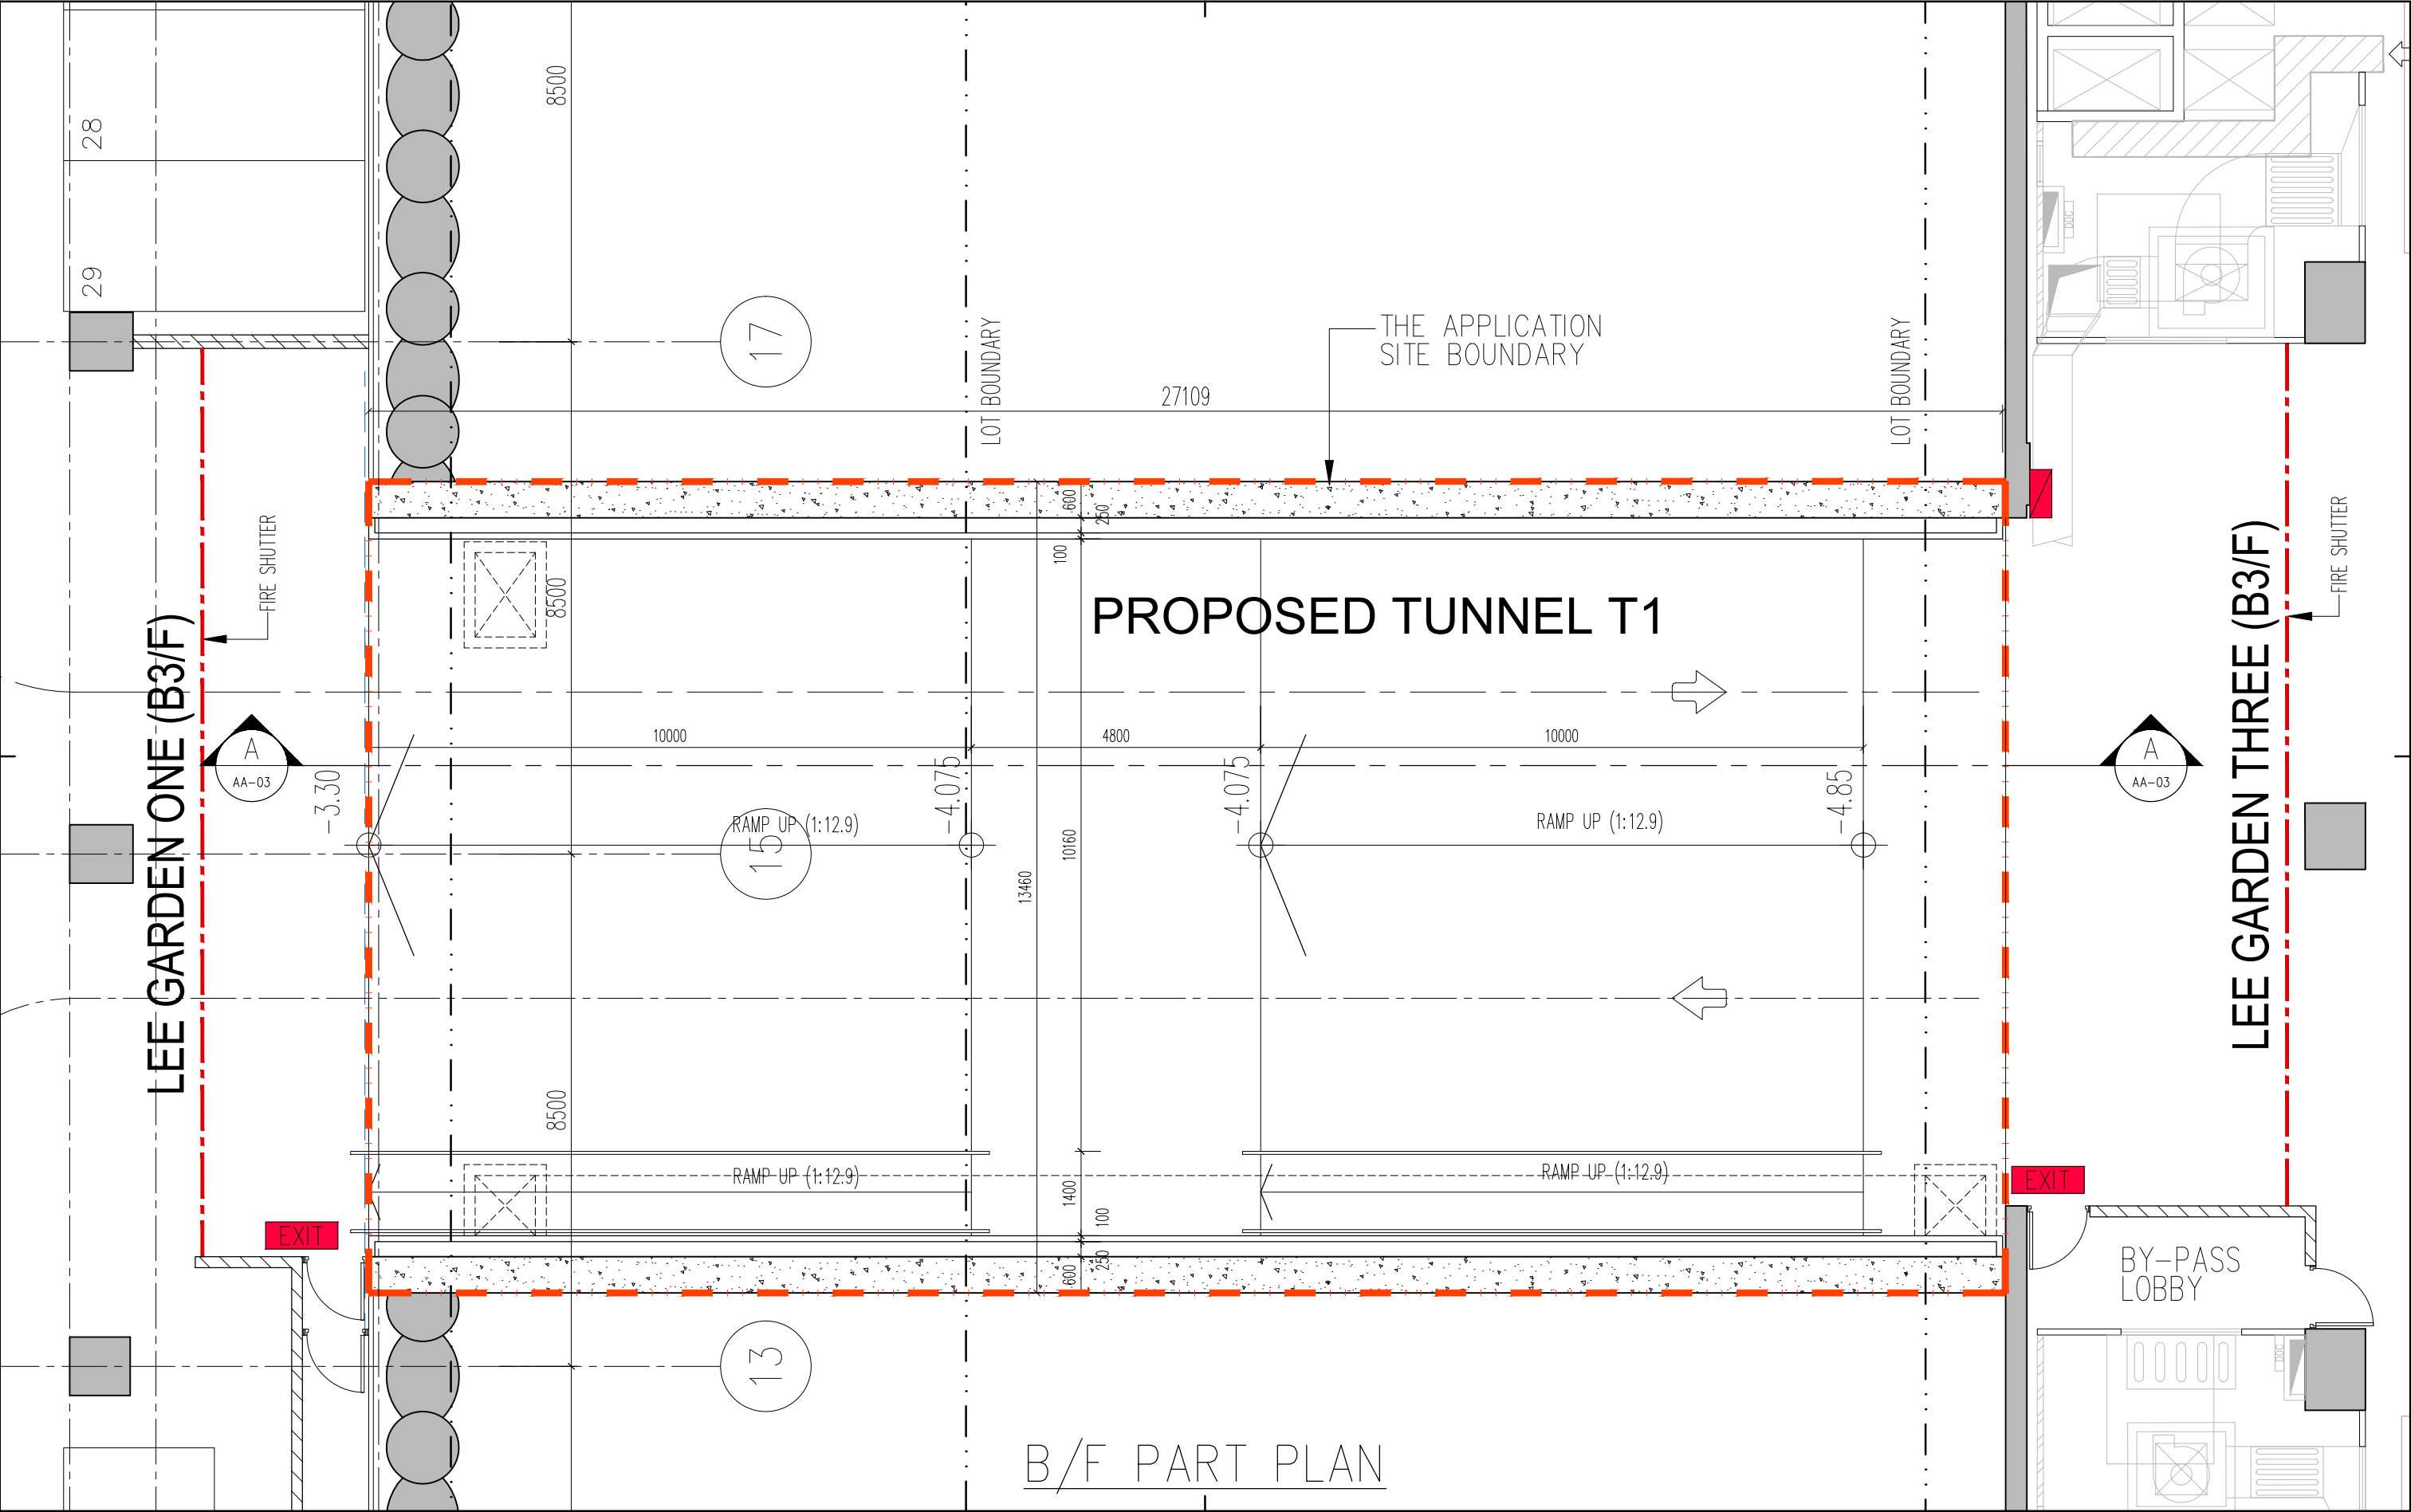 28
29
8500
17
LOT BOUNDARY
THE APPLICATION
SITE BOUNDARY
27109
LOT BOUNDARY
DDC
FIRE SHUTTER
LEE GARDEN ONE (B3/F)
600
250
100
8500
PROPOSED TUNNEL T1
FIRE SHUTTER
LEE GARDEN THREE (B3/F)
10000
4800
10000
A
AA-03
-3.30
-4.075
-4.075
-4.85
A
AA-03
RAMP UP (1:12.9)
RAMP UP (1:12.9)
15
10160
13460
8500
RAMP UP (1:12.9)
RAMP UP (1:12.9)
1400
100
250
600
EXIT
EXIT
BY-PASS
LOBBY
DDC
13
B/F PART PLAN